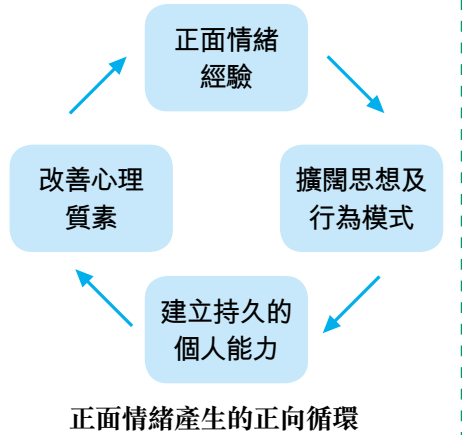 正面情緒
經驗
擴闊思想及
行為模式
建立持久的
個人能力
改善心理
質素
正面情緒產生的正向循環